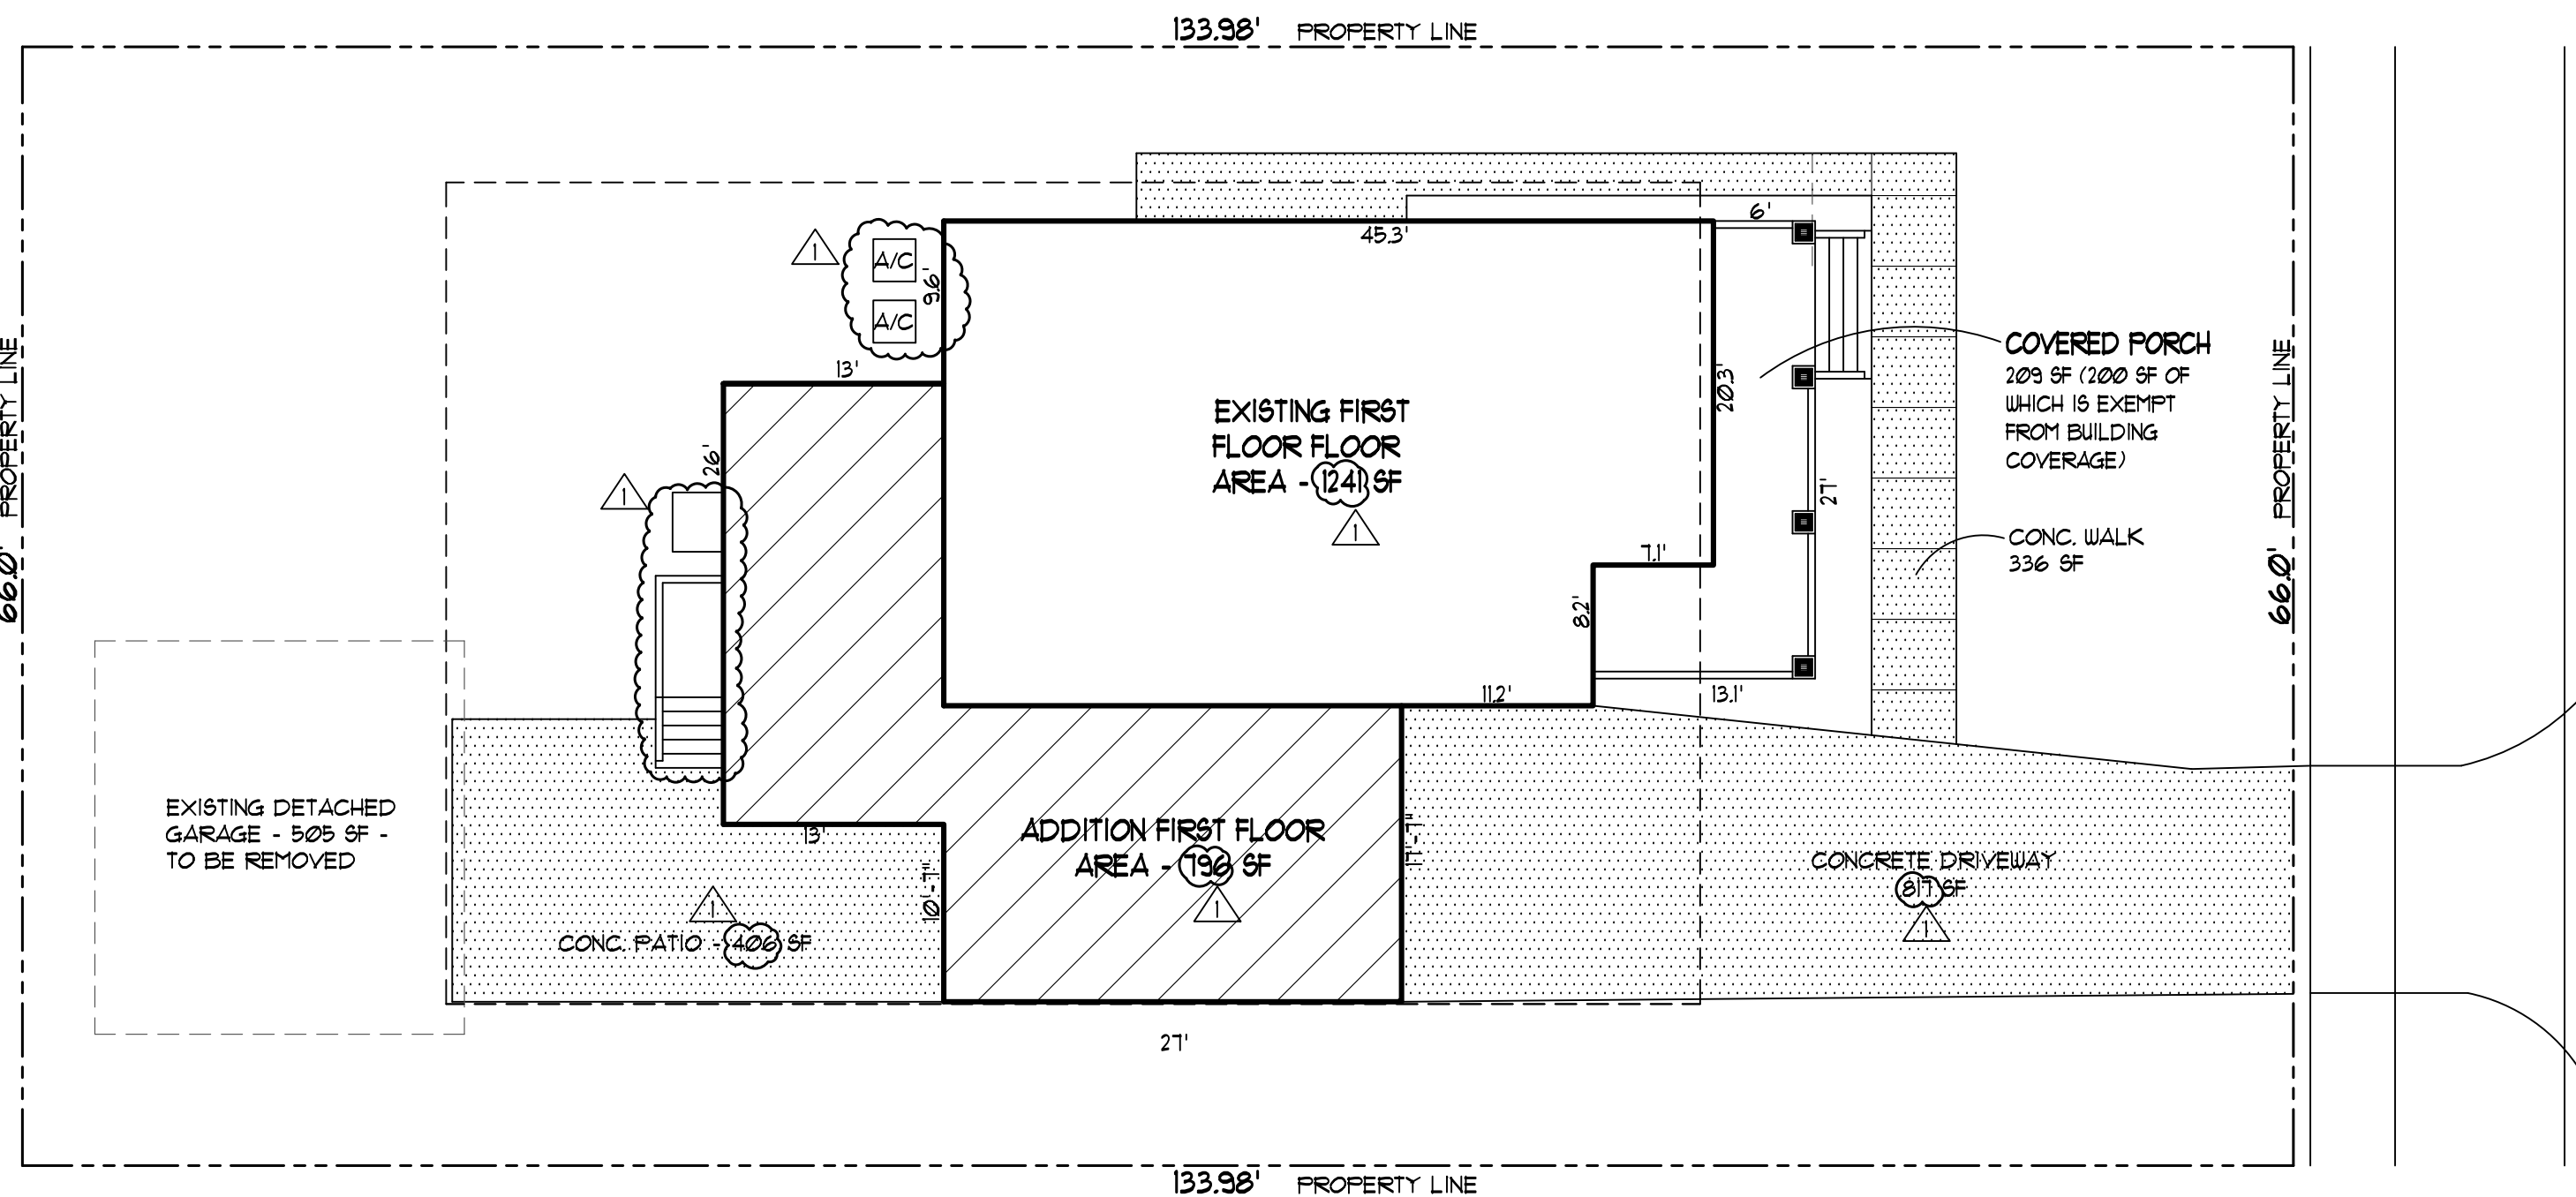 133.98' PROPERTY LINE
6'
45.3'
1
A/C
9.6'
A/C
13'
66.0' PROPERTY LINE
COVERED PORCH
209 SF (200 SF OF
WHICH IS EXEMPT
FROM BUILDING
COVERAGE)
66.0' PROPERTY LINE
20.3'
EXISTING FIRST
FLOOR FLOOR
AREA - 1241 SF
1
26'
1
27'
7.1'
CONC. WALK
336 SF
8.2'
11.2'
13.1'
EXISTING DETACHED
GARAGE - 505 SF -
TO BE REMOVED
13'
ADDITION FIRST FLOOR
AREA - 796 SF
1
10'-7"
CONCRETE DRIVEWAY
817 SF
1
1
CONC. PATIO - 406 SF
27'
133.98' PROPERTY LINE